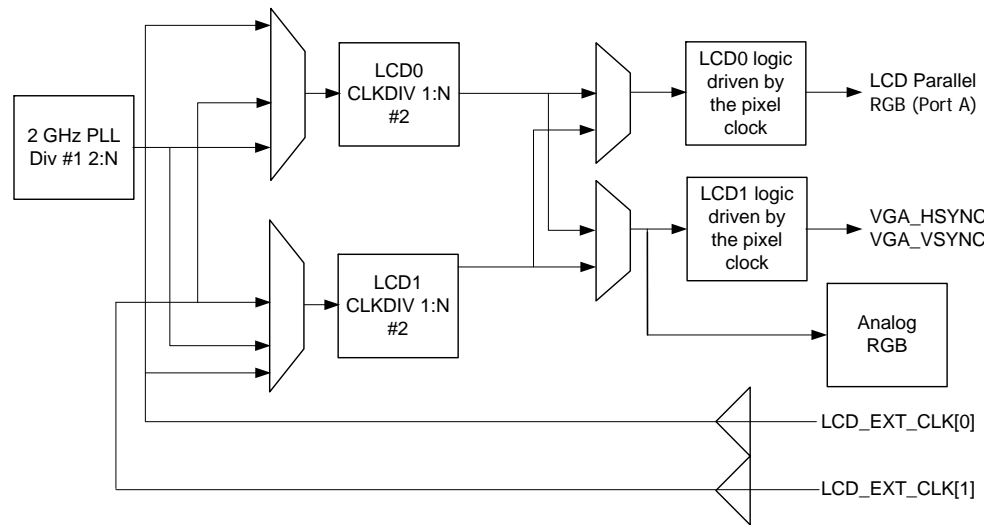 2 GHz PLL
Div #1 2:N
LCD0
CLKDIV 1:N
#2
LCD1
CLKDIV 1:N
#2
LCD0 logic
driven by
the pixel
clock
LCD Parallel
RGB (Port A)
LCD1 logic
driven by
the pixel
clock
VGA_HSYNC
VGA_VSYNC
Analog
RGB
LCD_EXT_CLK[0]
LCD_EXT_CLK[1]